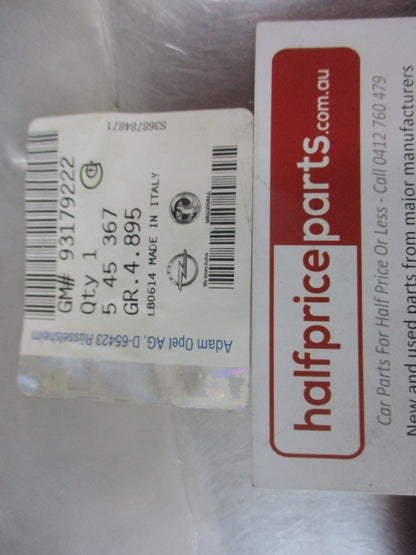 S368784871
GM# 93179222
Qty 1
5 45 367
GR.4.895
LB0614 MADE IN ITALY
VAUXHALL
Adam Opel AG, D-65423 Rüsselsheim
halfpriceparts.com.au
Car Parts For Half Price Or Less - Call 0412 760 479
New and used parts from major manufacturers